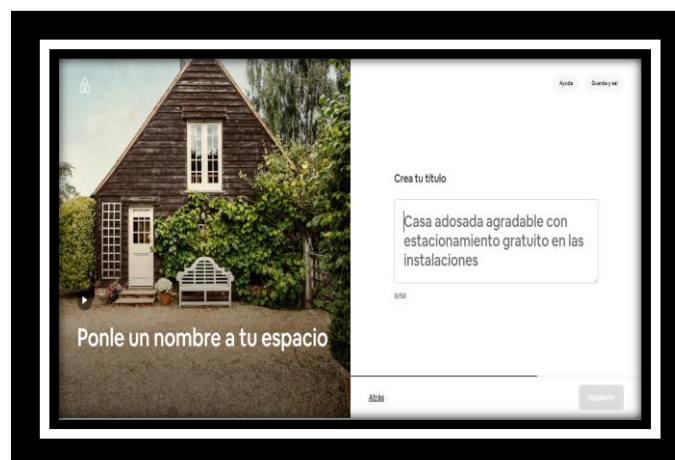 Ayuda
Guarda y sal
Crea tu título
Casa adosada agradable con
estacionamiento gratuito en las
instalaciones
0/50
Ponle un nombre a tu espacio
Atrás
Siguiente